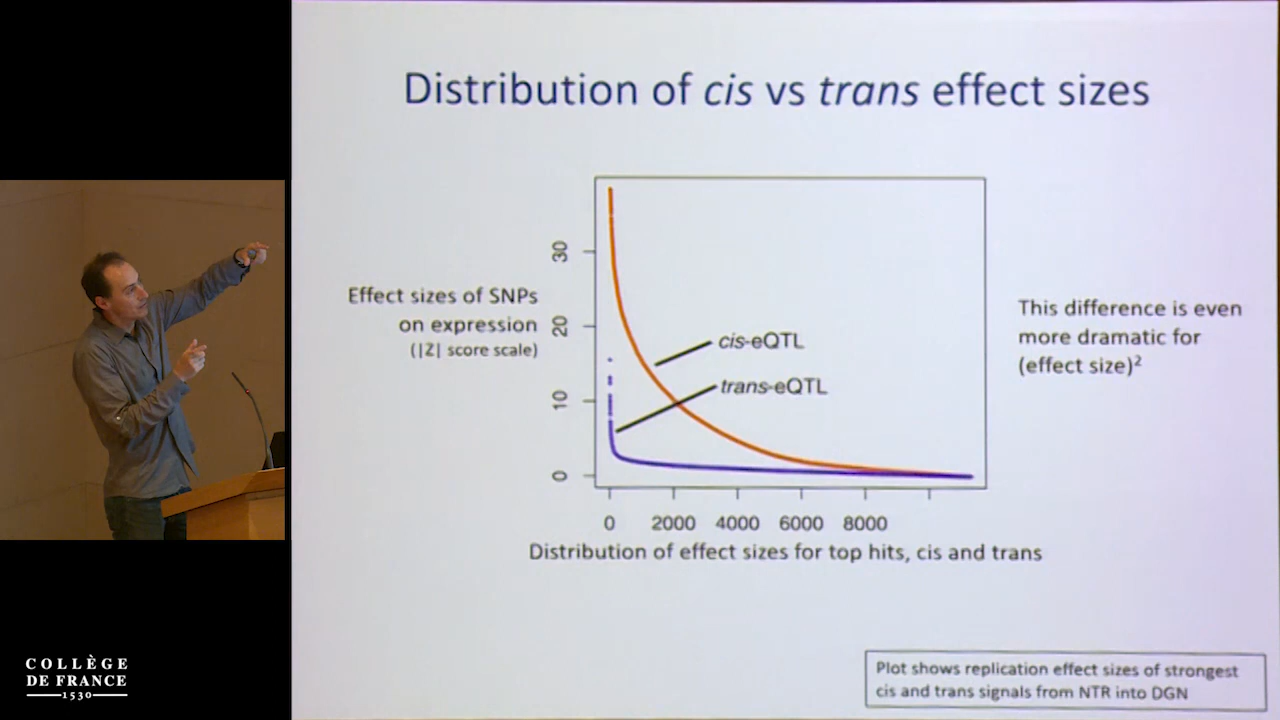 Distribution of cis vs trans effect sizes
Effect sizes of SNPs
on expression
(|Z| score scale)
30
20
10
0
cis-eQTL
trans-eQTL
0 2000 4000 6000 8000
Distribution of effect sizes for top hits, cis and trans
This difference is even
more dramatic for
(effect size)²
Plot shows replication effect sizes of strongest
cis and trans signals from NTR into DGN
COLLÈGE
DE FRANCE
1530